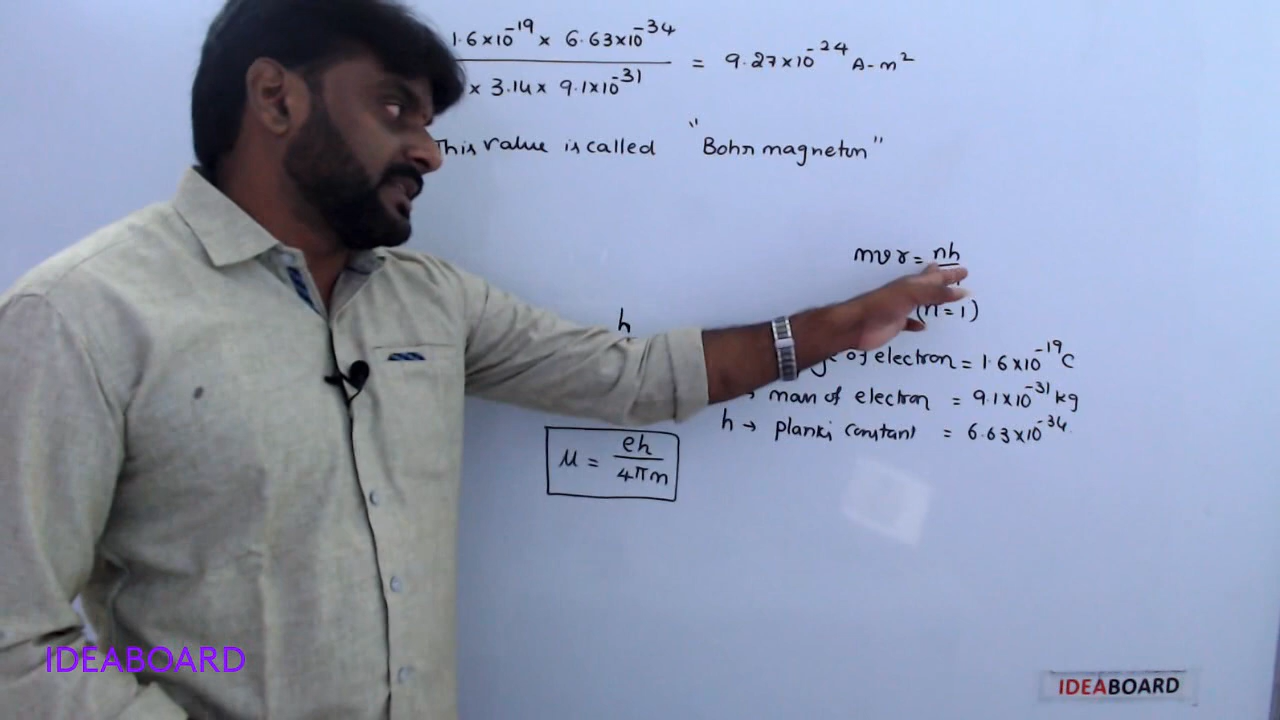 1.6×10⁻¹⁹ × 6.63×10⁻³⁴
= 9.27×10⁻²⁴ A-m²
× 3.14 × 9.1×10⁻³¹
This value is called "Bohr magneton"
mvr = nh
(n = 1)
h
of electron = 1.6×10⁻¹⁹ C
mass of electron = 9.1×10⁻³¹ kg
h → planks constant = 6.63×10⁻³⁴
μ = eh / 4πm
IDEABOARD
IDEABOARD